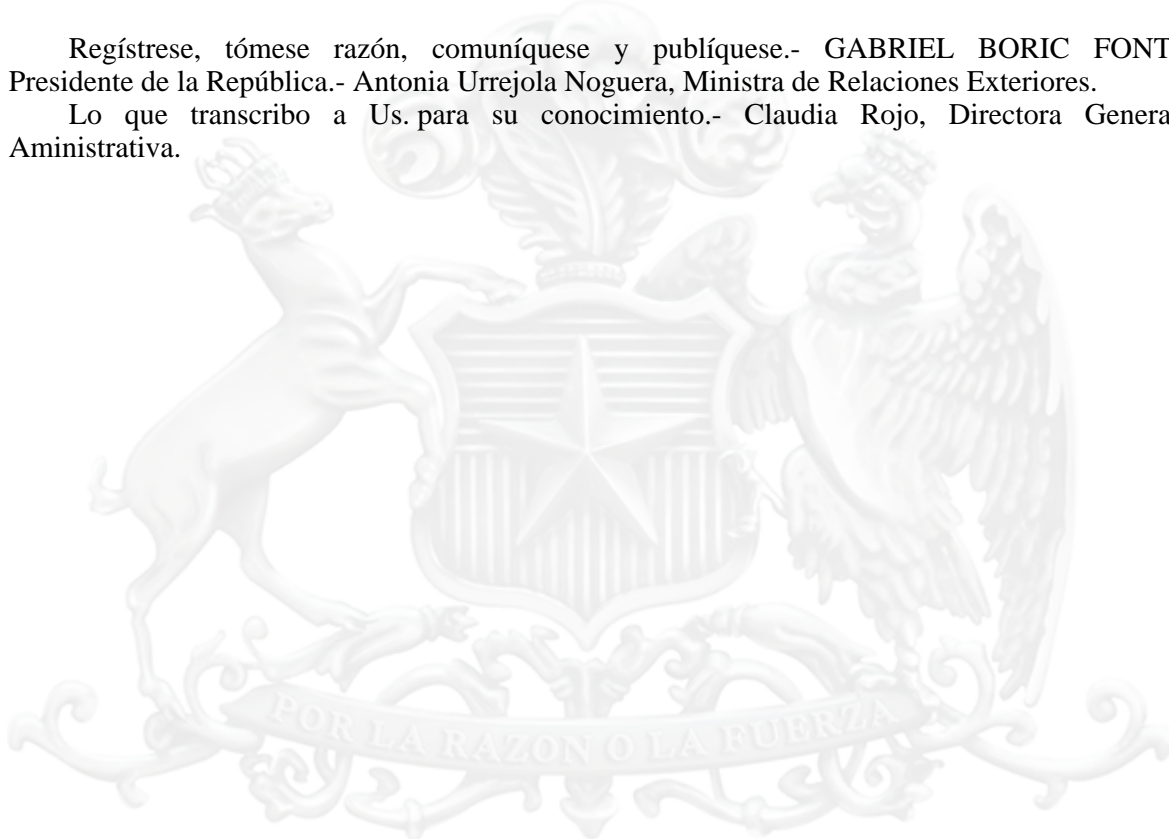 Regístrese, tómese razón, comuníquese y publíquese.- GABRIEL BORIC FONT
Presidente de la República.- Antonia Urrejola Noguera, Ministra de Relaciones Exteriores.
Lo que transcribo a Us. para su conocimiento.- Claudia Rojo, Directora Genera
Aministrativa.
POR LA RAZON O LA FUERZA